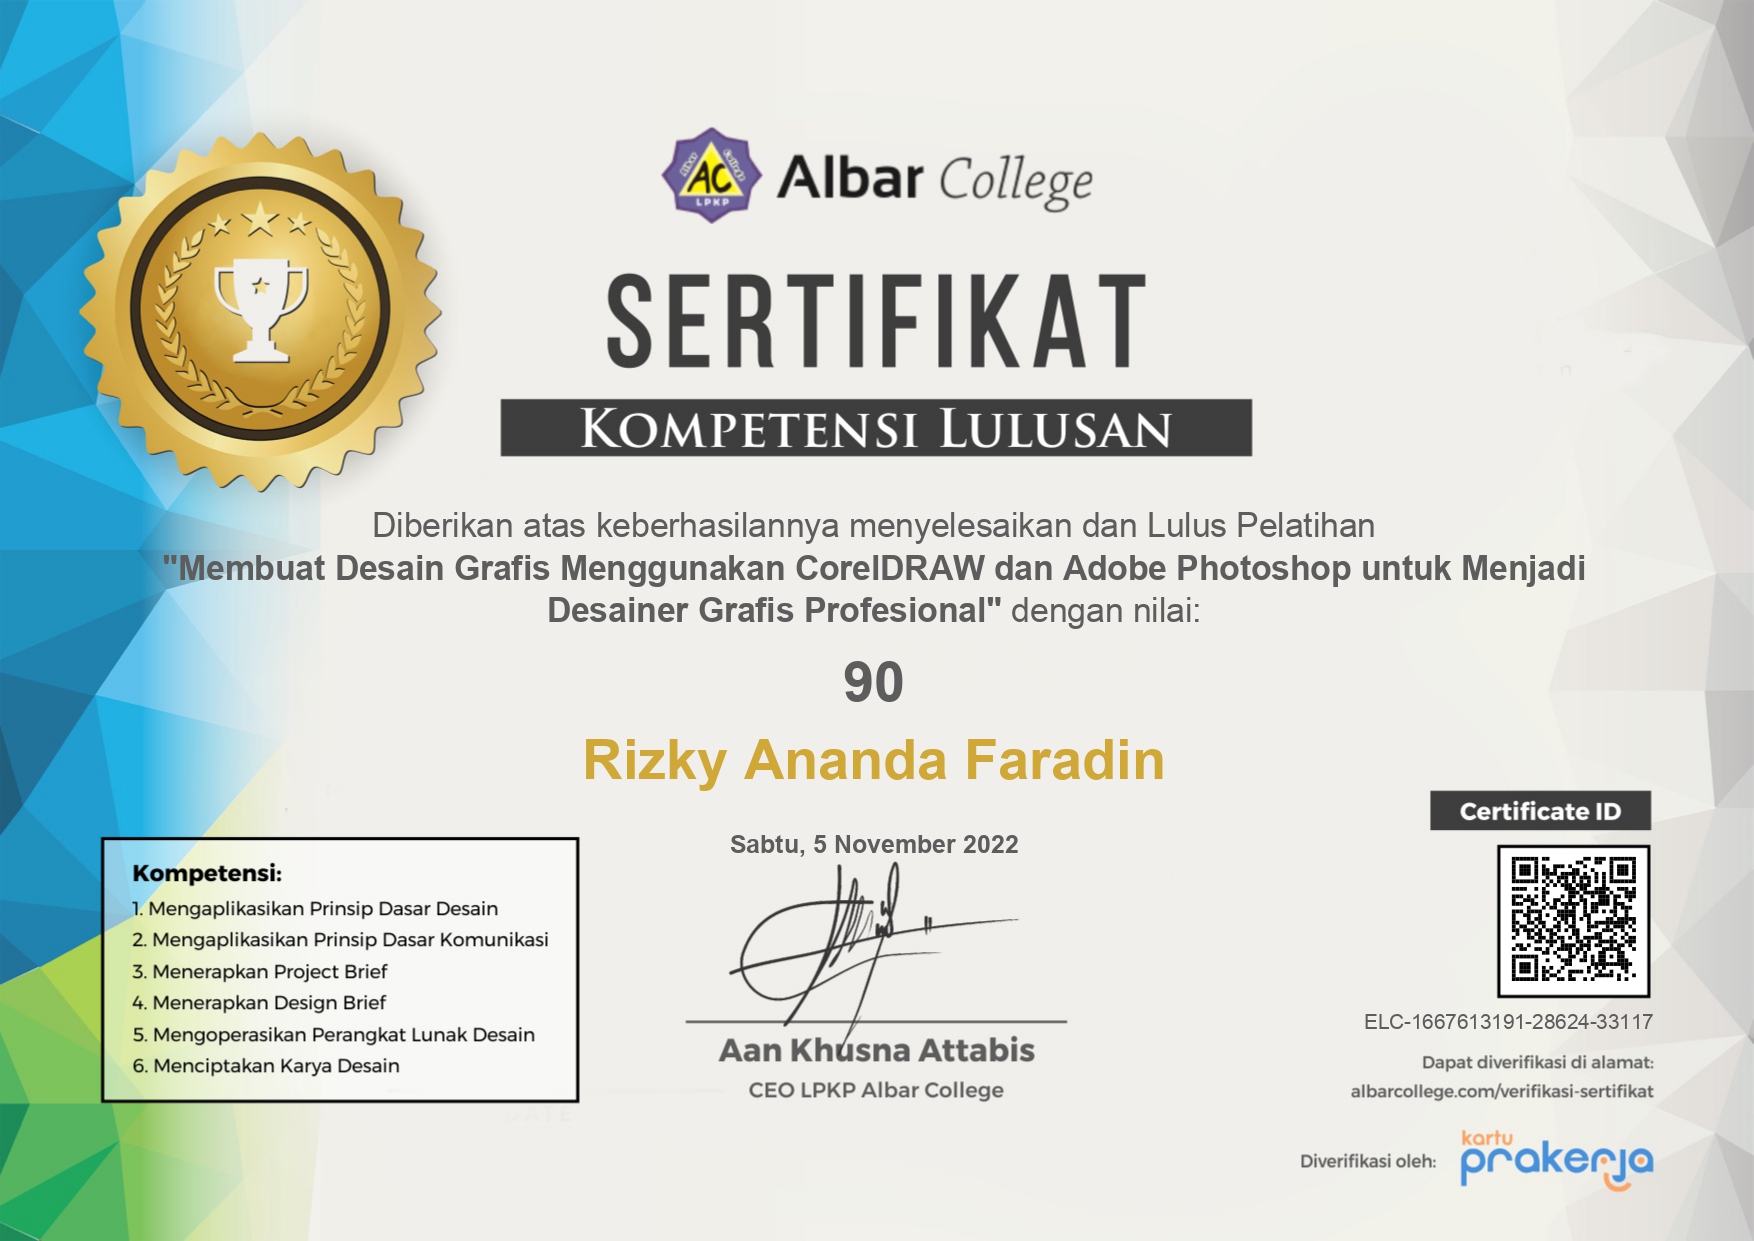 AC
LPKP
Albar College
SERTIFIKAT
KOMPETENSI LULUSAN
Diberikan atas keberhasilannya menyelesaikan dan Lulus Pelatihan
"Membuat Desain Grafis Menggunakan CorelDRAW dan Adobe Photoshop untuk Menjadi
Desainer Grafis Profesional" dengan nilai:
90
Rizky Ananda Faradin
Sabtu, 5 November 2022
Aan Khusna Attabis
CEO LPKP Albar College
Kompetensi:
1. Mengaplikasikan Prinsip Dasar Desain
2. Mengaplikasikan Prinsip Dasar Komunikasi
3. Menerapkan Project Brief
4. Menerapkan Design Brief
5. Mengoperasikan Perangkat Lunak Desain
6. Menciptakan Karya Desain
Certificate ID
ELC-1667613191-28624-33117
Dapat diverifikasi di alamat:
albarcollege.com/verifikasi-sertifikat
Diverifikasi oleh:
kartu
prakerja